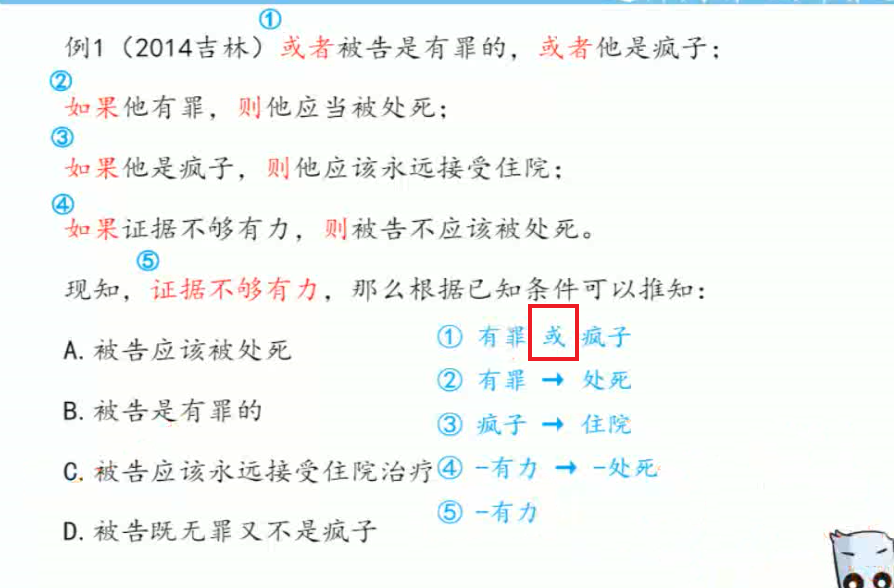 ①
例1（2014吉林）或者被告是有罪的，或者他是疯子；
②
如果他有罪，则他应当被处死；
③
如果他是疯子，则他应该永远接受住院；
④
如果证据不够有力，则被告不应该被处死。
⑤
现知，证据不够有力，那么根据已知条件可以推知：
A. 被告应该被处死
B. 被告是有罪的
C. 被告应该永远接受住院治疗
D. 被告既无罪又不是疯子
① 有罪 或 疯子
② 有罪 → 处死
③ 疯子 → 住院
④ -有力 → -处死
⑤ -有力